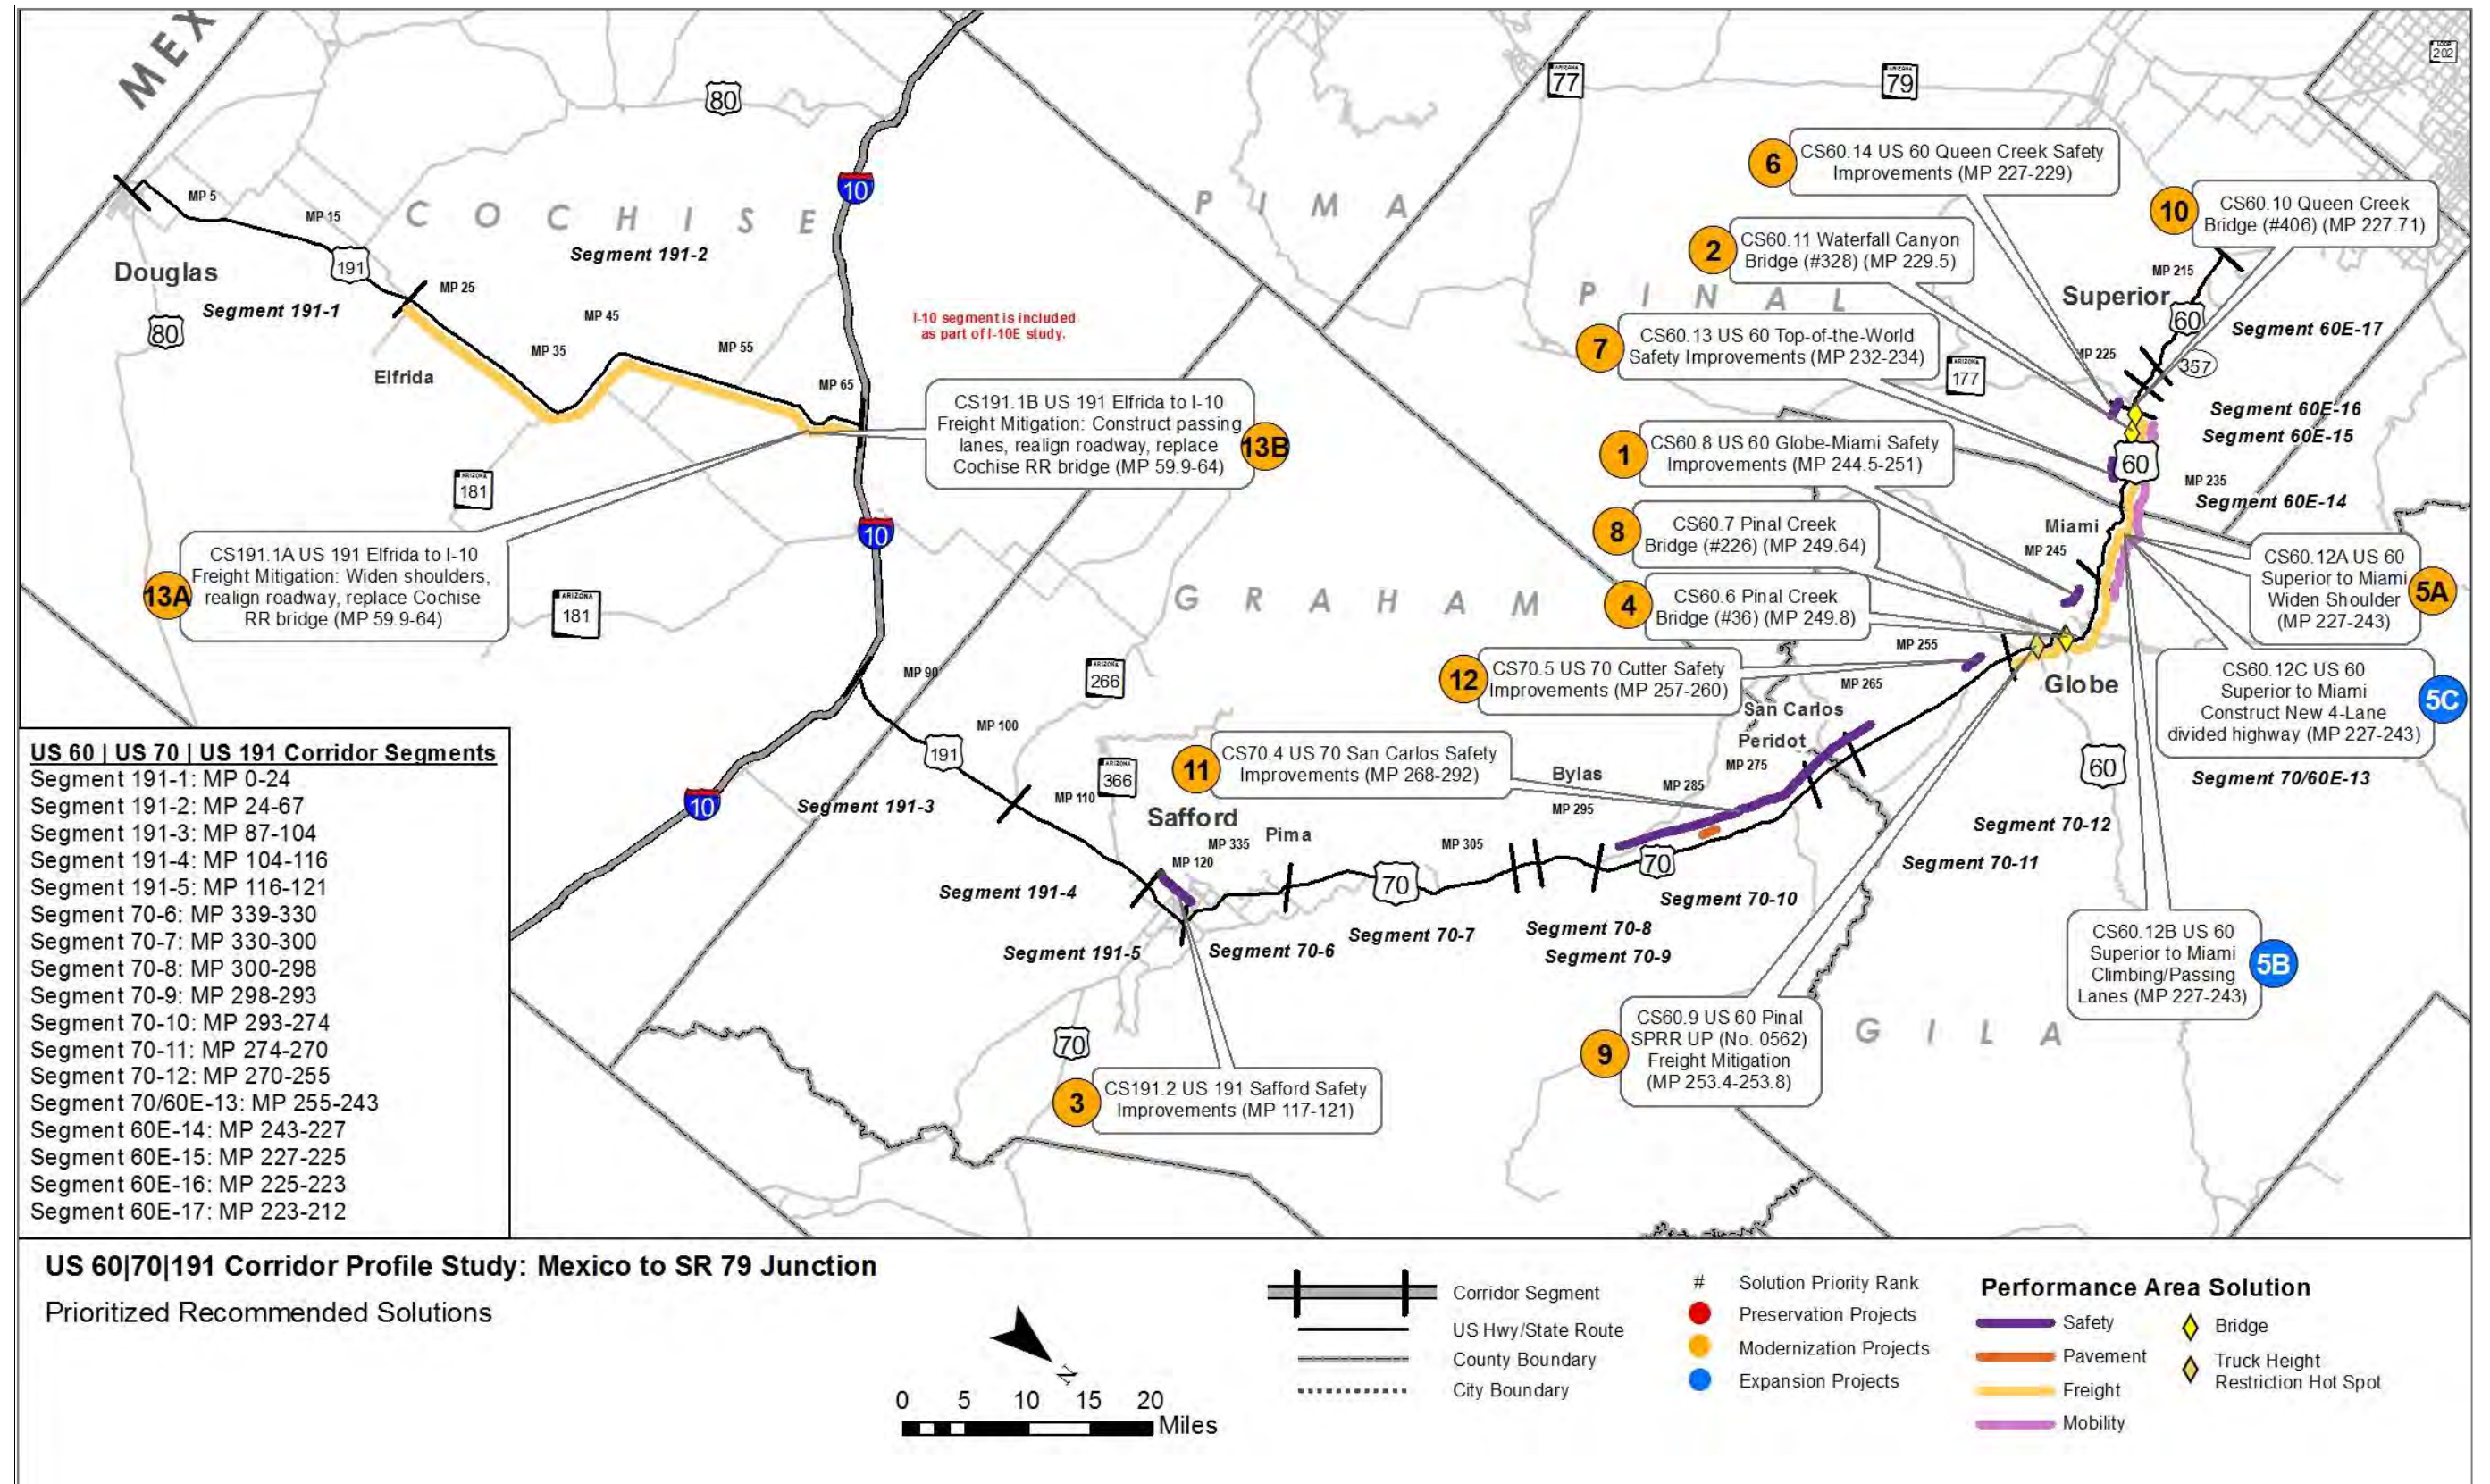 MEX
LOOP
202
ARIZONA
77
ARIZONA
79
80
10
6
CS60.14 US 60 Queen Creek Safety
Improvements (MP 227-229)
10
CS60.10 Queen Creek
Bridge (#406) (MP 227.71)
MP 5
MP 15
C O C H I S E
P I M A
Segment 191-2
2
CS60.11 Waterfall Canyon
Bridge (#328) (MP 229.5)
MP 215
Douglas
191
MP 25
P I N A L
Superior
60
Segment 60E-17
Segment 191-1
80
MP 45
I-10 segment is included
as part of I-10E study.
7
CS60.13 US 60 Top-of-the-World
Safety Improvements (MP 232-234)
MP 35
MP 55
Elfrida
MP 65
ARIZONA
177
MP 225
357
Segment 60E-16
Segment 60E-15
CS191.1B US 191 Elfrida to I-10
Freight Mitigation: Construct passing
lanes, realign roadway, replace
Cochise RR bridge (MP 59.9-64)
13B
1
CS60.8 US 60 Globe-Miami Safety
Improvements (MP 244.5-251)
60
MP 235
Segment 60E-14
ARIZONA
181
10
8
CS60.7 Pinal Creek
Bridge (#226) (MP 249.64)
Miami
MP 245
13A
CS191.1A US 191 Elfrida to I-10
Freight Mitigation: Widen shoulders,
realign roadway, replace Cochise
RR bridge (MP 59.9-64)
ARIZONA
181
G R A H A M
4
CS60.6 Pinal Creek
Bridge (#36) (MP 249.8)
CS60.12A US 60
Superior to Miami
Widen Shoulder
(MP 227-243)
5A
MP 90
ARIZONA
266
12
CS70.5 US 70 Cutter Safety
Improvements (MP 257-260)
MP 255
MP 265
Globe
CS60.12C US 60
Superior to Miami
Construct New 4-Lane
divided highway (MP 227-243)
5C
San Carlos
Peridot
MP 100
191
11
CS70.4 US 70 San Carlos Safety
Improvements (MP 268-292)
Bylas
MP 275
MP 285
MP 295
60
Segment 70/60E-13
ARIZONA
366
MP 110
10
Segment 191-3
Safford
MP 335
Pima
MP 120
MP 305
70
70
Segment 70-12
Segment 70-11
Segment 70-10
Segment 191-4
Segment 191-5
Segment 70-6
Segment 70-7
Segment 70-8
Segment 70-9
CS60.12B US 60
Superior to Miami
Climbing/Passing
Lanes (MP 227-243)
5B
70
9
CS60.9 US 60 Pinal
SPRR UP (No. 0562)
Freight Mitigation
(MP 253.4-253.8)
G I L A
3
CS191.2 US 191 Safford Safety
Improvements (MP 117-121)
US 60 | US 70 | US 191 Corridor Segments
Segment 191-1: MP 0-24
Segment 191-2: MP 24-67
Segment 191-3: MP 87-104
Segment 191-4: MP 104-116
Segment 191-5: MP 116-121
Segment 70-6: MP 339-330
Segment 70-7: MP 330-300
Segment 70-8: MP 300-298
Segment 70-9: MP 298-293
Segment 70-10: MP 293-274
Segment 70-11: MP 274-270
Segment 70-12: MP 270-255
Segment 70/60E-13: MP 255-243
Segment 60E-14: MP 243-227
Segment 60E-15: MP 227-225
Segment 60E-16: MP 225-223
Segment 60E-17: MP 223-212
US 60|70|191 Corridor Profile Study: Mexico to SR 79 Junction
Prioritized Recommended Solutions
N
0 5 10 15 20
Miles
Corridor Segment
US Hwy/State Route
County Boundary
City Boundary
# Solution Priority Rank
Preservation Projects
Modernization Projects
Expansion Projects
Performance Area Solution
Safety
Pavement
Freight
Mobility
Bridge
Truck Height
Restriction Hot Spot